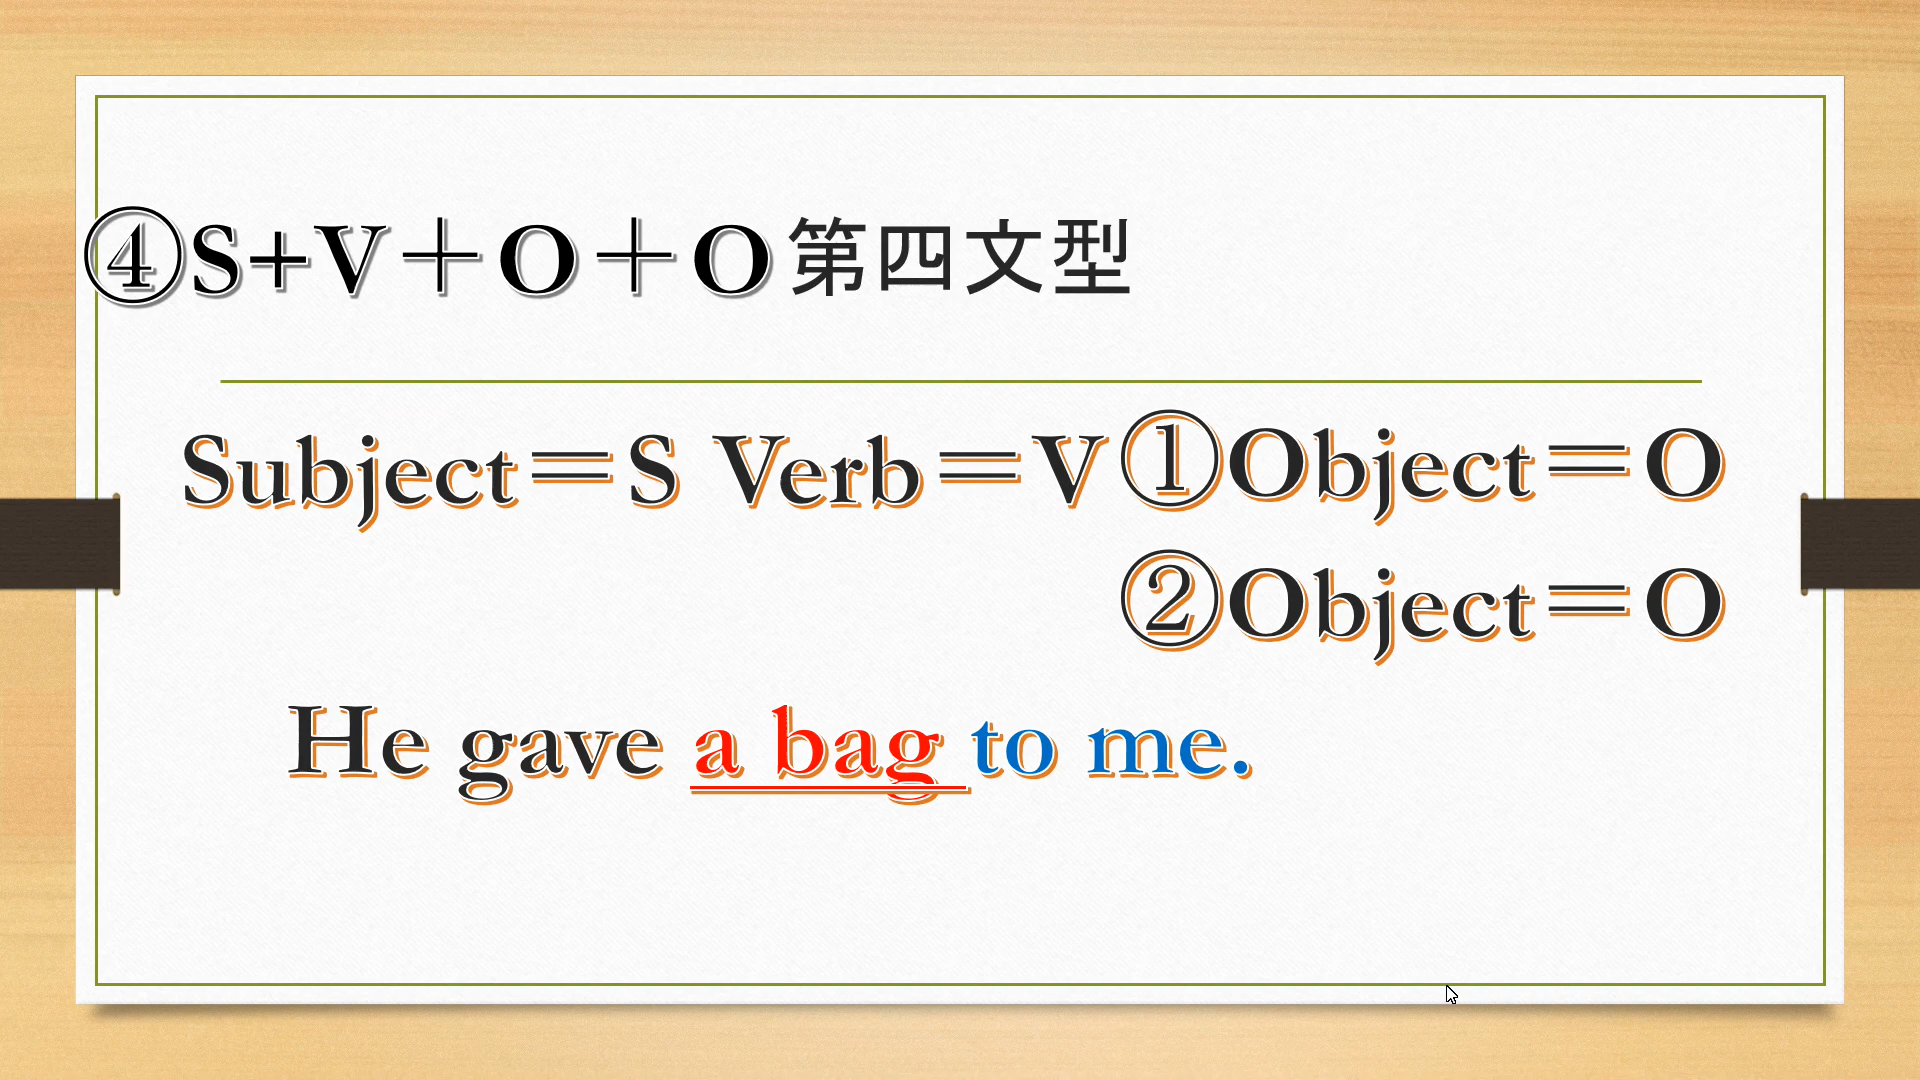 ④S+V+O+O第四文型
Subject=S Verb=V①Object=O
②Object=O
He gave a bag to me.